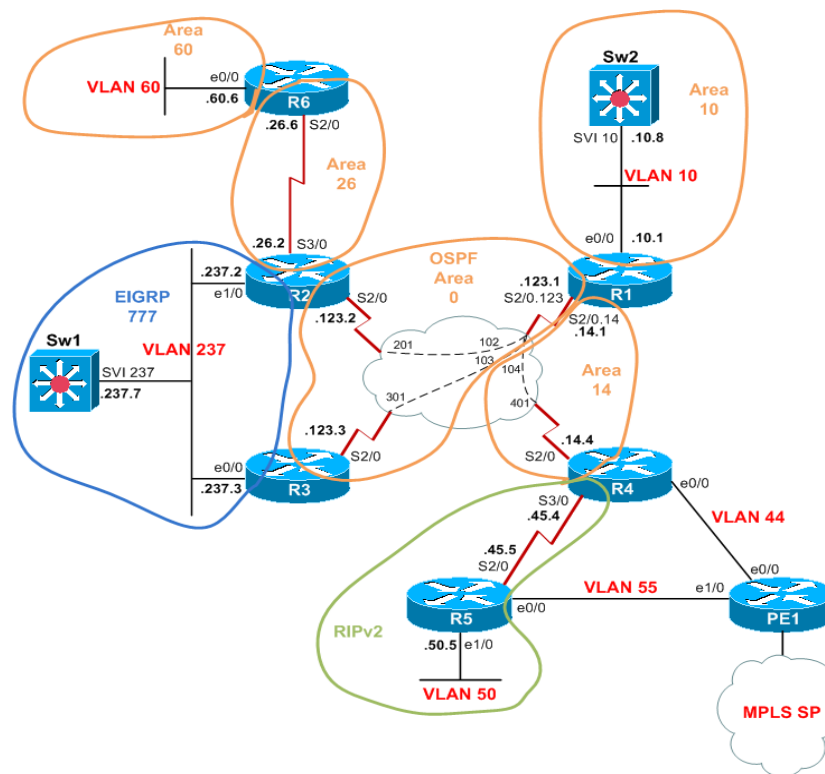 Area
60
VLAN 60
e0/0
.60.6
R6
.26.6
S2/0
Area
26
.26.2
S3/0
Sw2
Area
10
SVI 10
.10.8
VLAN 10
e0/0
.10.1
R1
.237.2
e1/0
R2
S2/0
.123.2
OSPF
Area
0
.123.1
S2/0.123
S2/0.14
.14.1
EIGRP
777
Sw1
VLAN 237
SVI 237
.237.7
201
102
103
104
301
401
Area
14
.123.3
S2/0
.14.4
S2/0
e0/0
.237.3
R3
R4
e0/0
S3/0
.45.4
VLAN 44
.45.5
S2/0
e0/0
VLAN 55
e1/0
RIPv2
R5
e0/0
PE1
.50.5
e1/0
VLAN 50
MPLS SP